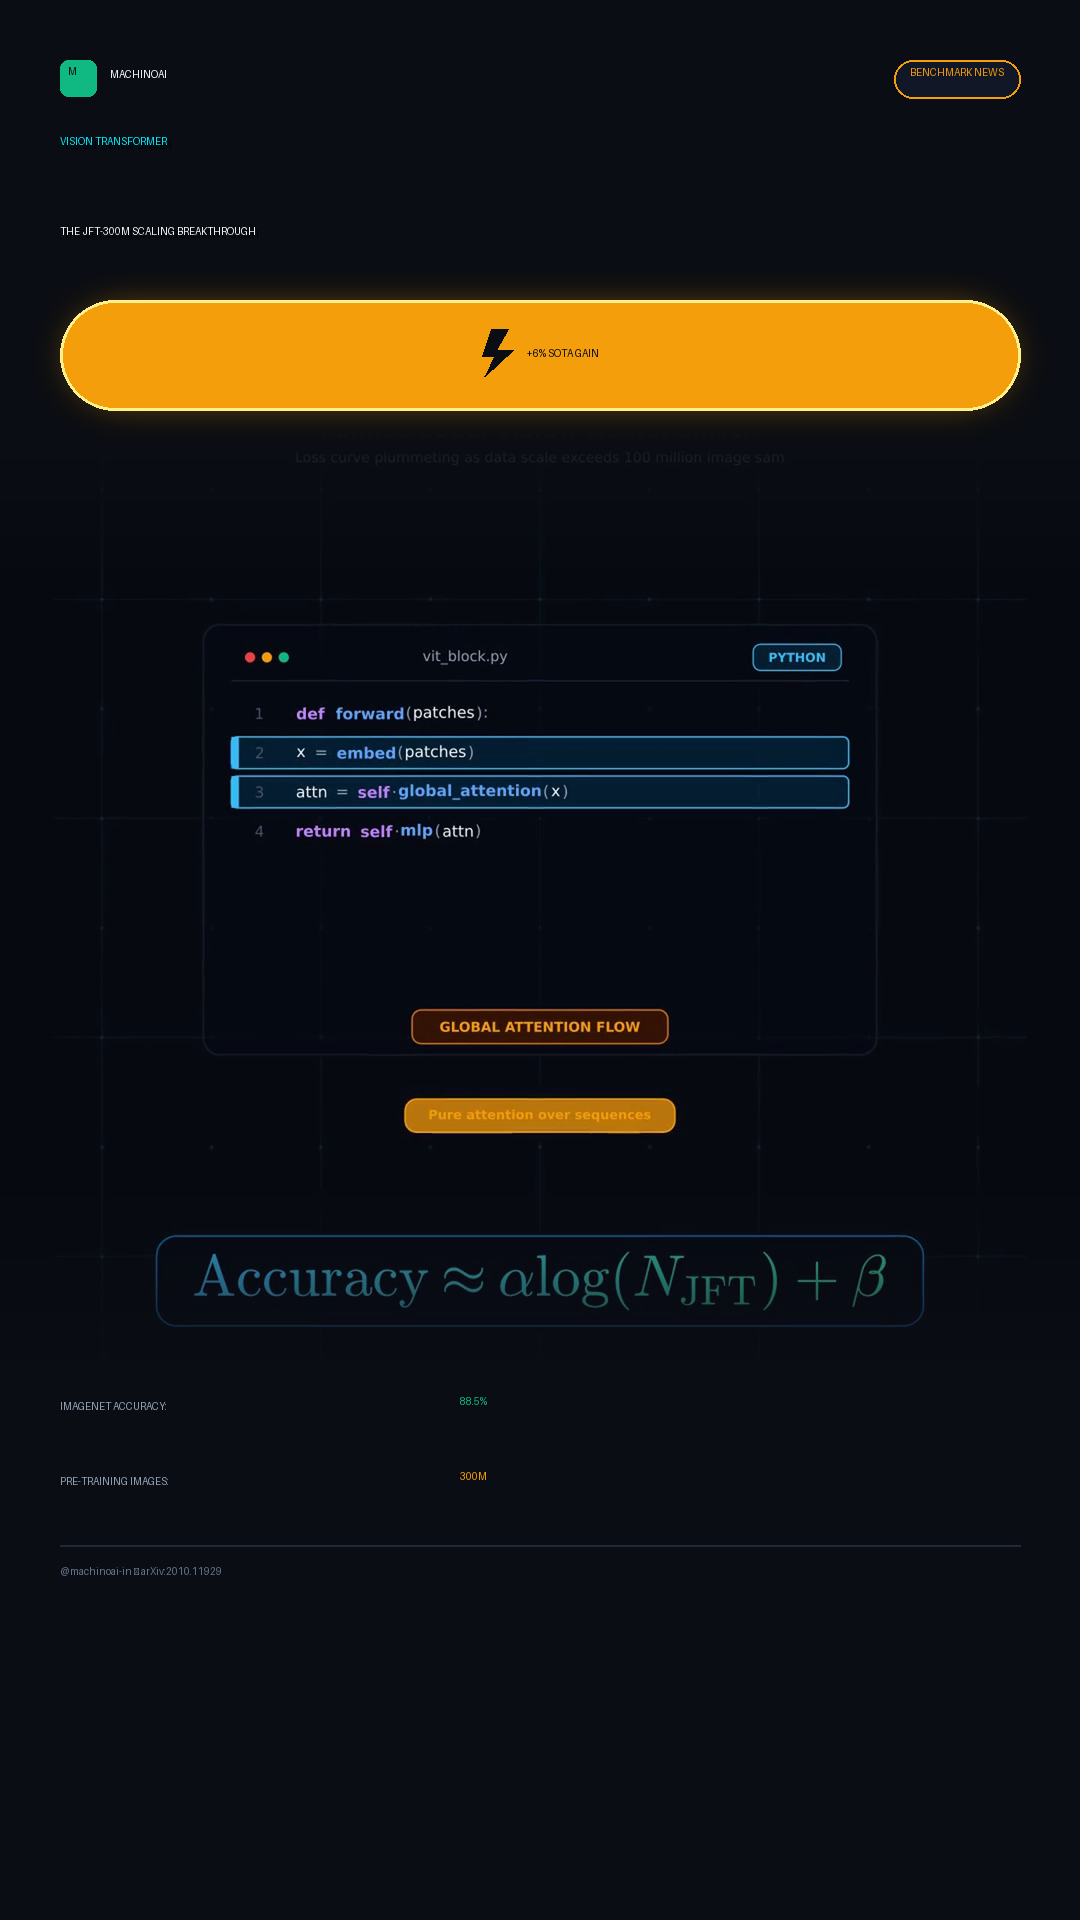 M MACHINOAI
BENCHMARK NEWS
VISION TRANSFORMER
THE JFT-300M SCALING BREAKTHROUGH
+6% SOTA GAIN
Loss curve plummeting as data scale exceeds 100 million image sam
vit_block.py
PYTHON
1 def forward(patches):
2 x = embed(patches)
3 attn = self·global_attention(x)
4 return self·mlp(attn)
GLOBAL ATTENTION FLOW
Pure attention over sequences
Accuracy ≈ αlog(N_JFT) + β
IMAGENET ACCURACY: 88.5%
PRE-TRAINING IMAGES: 300M
@machinoai-in arXiv:2010.11929